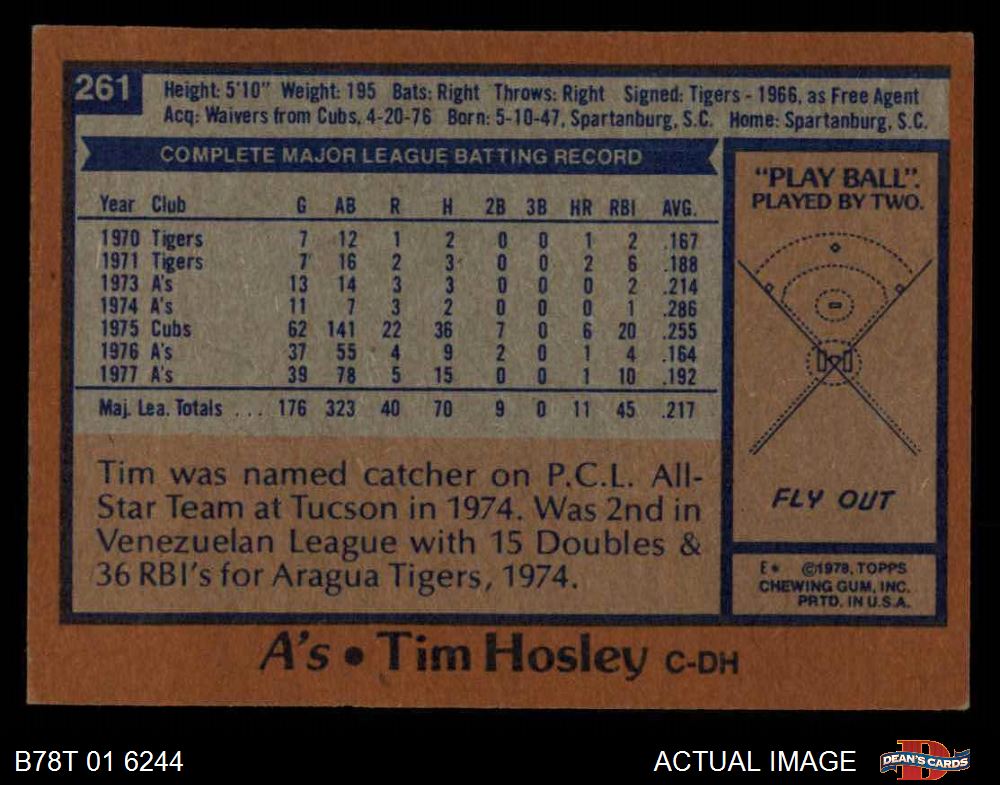 261
Height: 5'10" Weight: 195 Bats: Right Throws: Right Signed: Tigers - 1966, as Free Agent
Acq: Waivers from Cubs, 4-20-76 Born: 5-10-47, Spartanburg, S.C. Home: Spartanburg, S.C.
COMPLETE MAJOR LEAGUE BATTING RECORD
Year Club G AB R H 2B 3B HR RBI AVG.
1970 Tigers 7 12 1 2 0 0 1 2 .167
1971 Tigers 7 16 2 3 0 0 2 6 .188
1973 A's 13 14 3 3 0 0 0 2 .214
1974 A's 11 7 3 2 0 0 0 1 .286
1975 Cubs 62 141 22 36 7 0 6 20 .255
1976 A's 37 55 4 9 2 0 1 4 .164
1977 A's 39 78 5 15 0 0 1 10 .192
Maj. Lea. Totals ... 176 323 40 70 9 0 11 45 .217
Tim was named catcher on P.C.L. All-
Star Team at Tucson in 1974. Was 2nd in
Venezuelan League with 15 Doubles &
36 RBI's for Aragua Tigers, 1974.
"PLAY BALL".
PLAYED BY TWO.
FLY OUT
E* ©1978, TOPPS
CHEWING GUM, INC.
PRTD. IN U.S.A.
A's • Tim Hosley C-DH
B78T 01 6244
ACTUAL IMAGE
D
DEAN'S CARDS